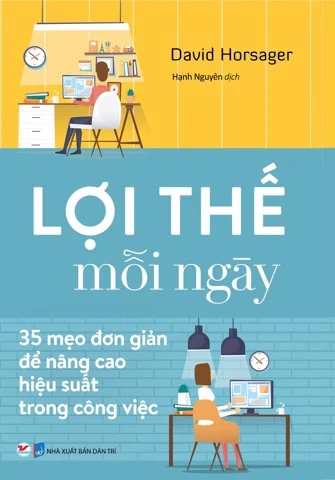 David Horsager
Hạnh Nguyên dịch
LỢI THẾ
mỗi ngày
35 mẹo đơn giản
để nâng cao
hiệu suất
trong công việc
NHÀ XUẤT BẢN DÂN TRÍ